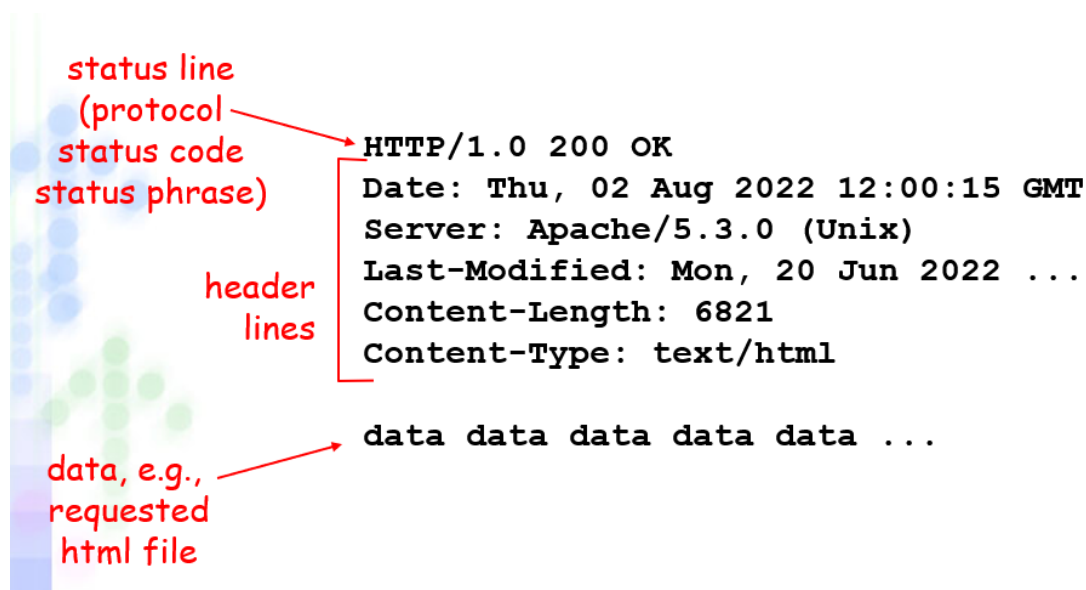 status line
(protocol
status code
status phrase)
HTTP/1.0 200 OK
Date: Thu, 02 Aug 2022 12:00:15 GMT
Server: Apache/5.3.0 (Unix)
Last-Modified: Mon, 20 Jun 2022 ...
Content-Length: 6821
Content-Type: text/html
header
lines
data data data data data ...
data, e.g.,
requested
html file